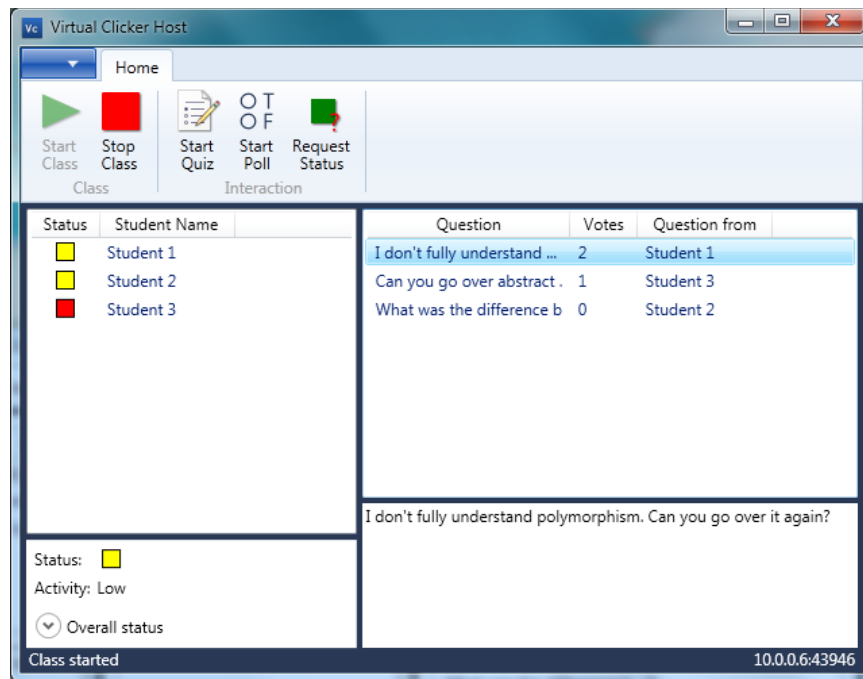 Vc Virtual Clicker Host
Home
Start Class
Stop Class
Start Quiz
O T
O F
Start Poll
?
Request Status
Class
Interaction
Status Student Name
Student 1
Student 2
Student 3
Question Votes Question from
I don't fully understand ... 2 Student 1
Can you go over abstract . 1 Student 3
What was the difference b 0 Student 2
I don't fully understand polymorphism. Can you go over it again?
Status:
Activity: Low
Overall status
Class started 10.0.0.6:43946